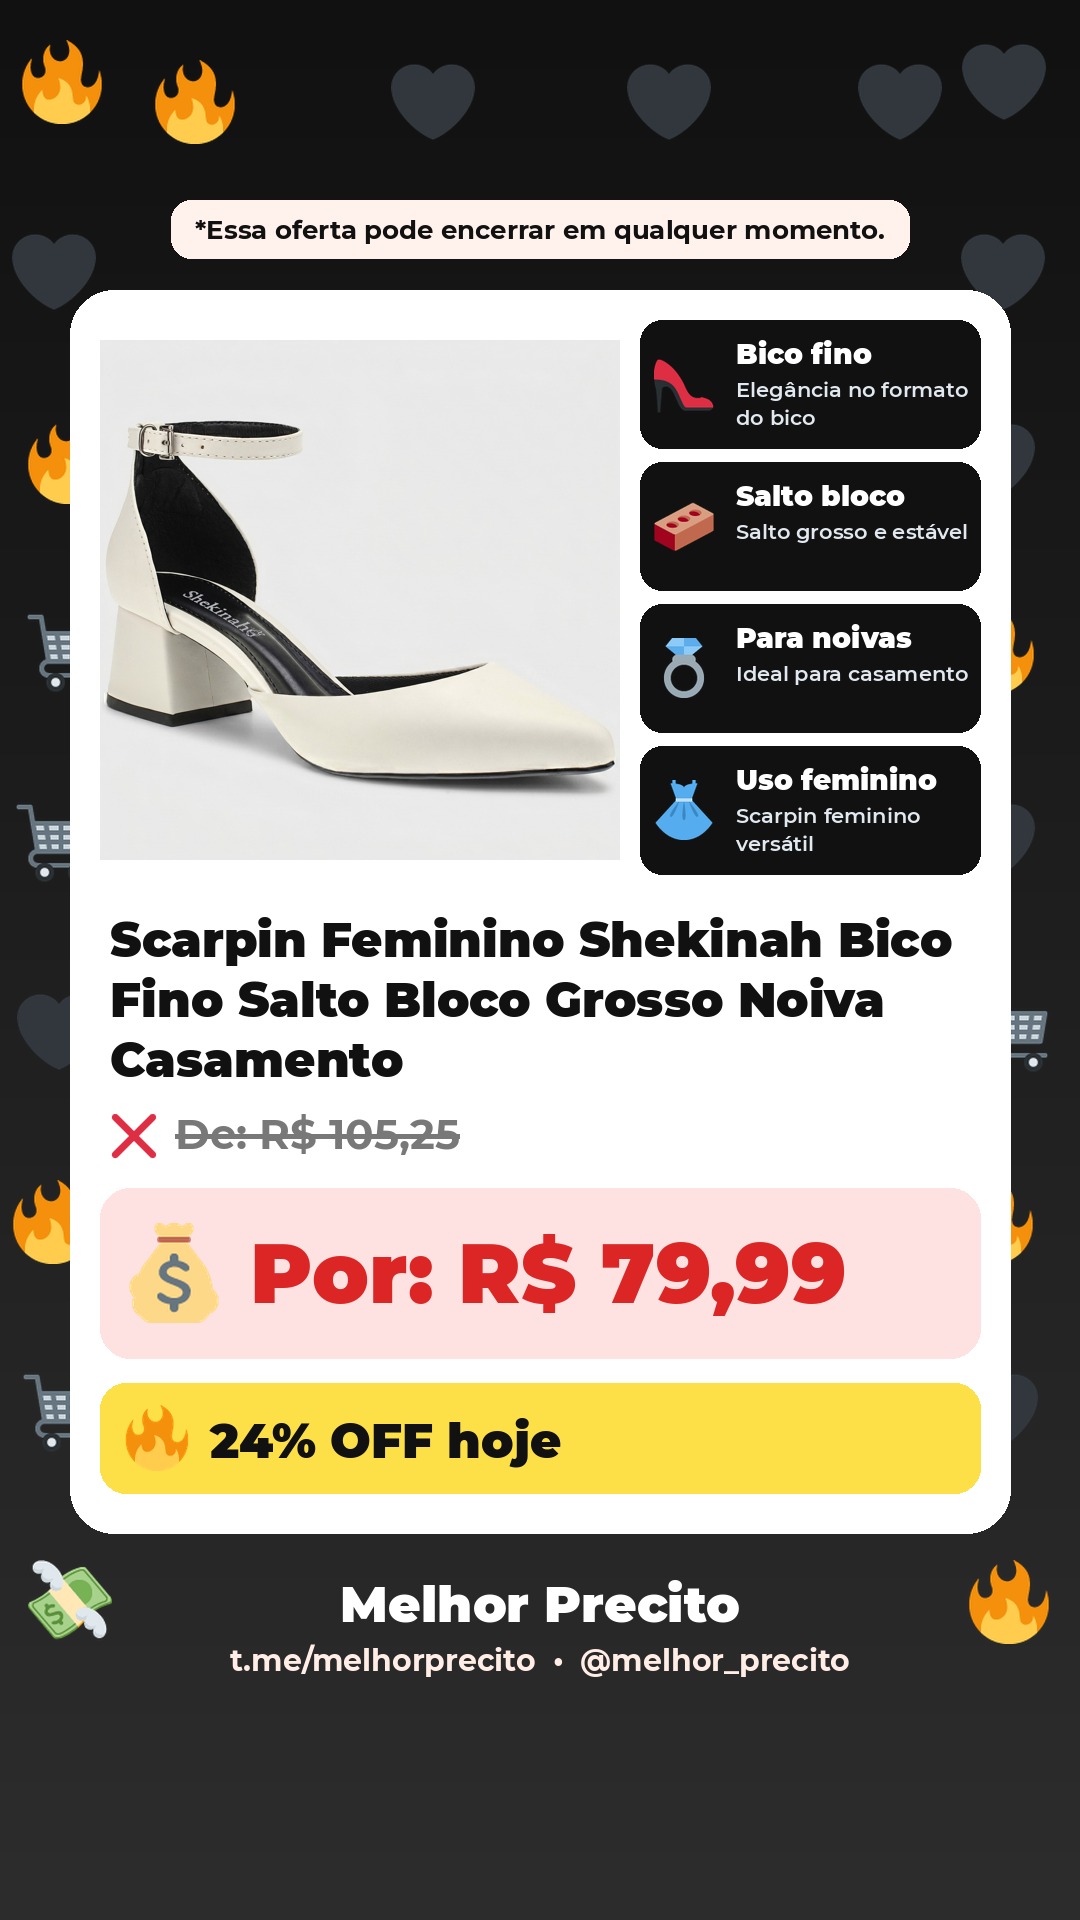 *Essa oferta pode encerrar em qualquer momento.
Shekinah
Bico fino
Elegância no formato
do bico
Salto bloco
Salto grosso e estável
Para noivas
Ideal para casamento
Uso feminino
Scarpin feminino
versátil
Scarpin Feminino Shekinah Bico
Fino Salto Bloco Grosso Noiva
Casamento
De: R$ 105,25
$
Por: R$ 79,99
24% OFF hoje
Melhor Precito
t.me/melhorprecito • @melhor_precito